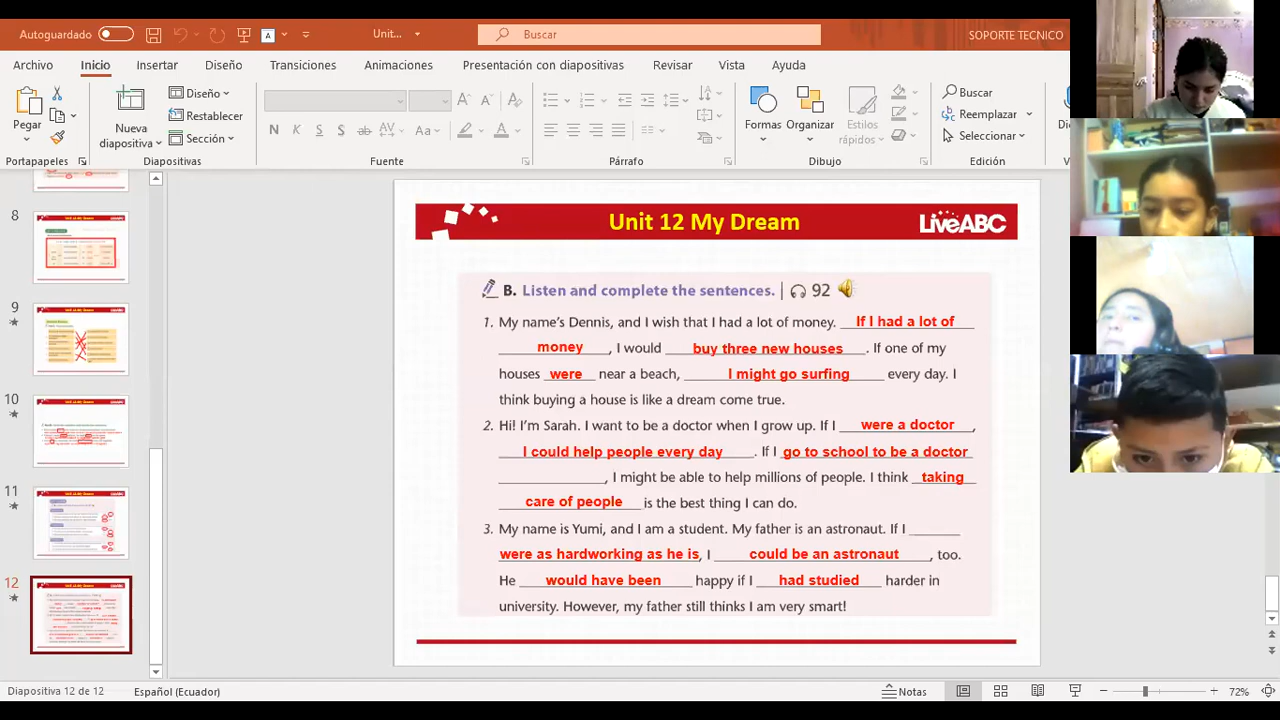 Autoguardado
A
Unit...
Buscar
SOPORTE TECNICO
Archivo
Inicio
Insertar
Diseño
Transiciones
Animaciones
Presentación con diapositivas
Revisar
Vista
Ayuda
Pegar
Nueva
diapositiva
Diseño
Restablecer
Sección
N K S S ab AV Aa A
Formas
Organizar
Estilos
rápidos
Buscar
Reemplazar
Seleccionar
Portapapeles
Diapositivas
Fuente
Párrafo
Dibujo
Edición
8
9
10
11
12
Unit 12 My Dream
LiveABC
B. Listen and complete the sentences. | 92
My name's Dennis, and I wish that I had a lot of money. If I had a lot of
money, I would buy three new houses. If one of my
houses were near a beach, I might go surfing every day. I
think buying a house is like a dream come true.
2. Hi! I'm Sarah. I want to be a doctor when I grow up. If I were a doctor,
I could help people every day. If I go to school to be a doctor
, I might be able to help millions of people. I think taking
care of people is the best thing I can do.
My name is Yumi, and I am a student. My father is an astronaut. If I
were as hardworking as he is, I could be an astronaut, too.
He would have been happy if I had studied harder in
university. However, my father still thinks I am very smart!
Diapositiva 12 de 12
Español (Ecuador)
Notas
72%